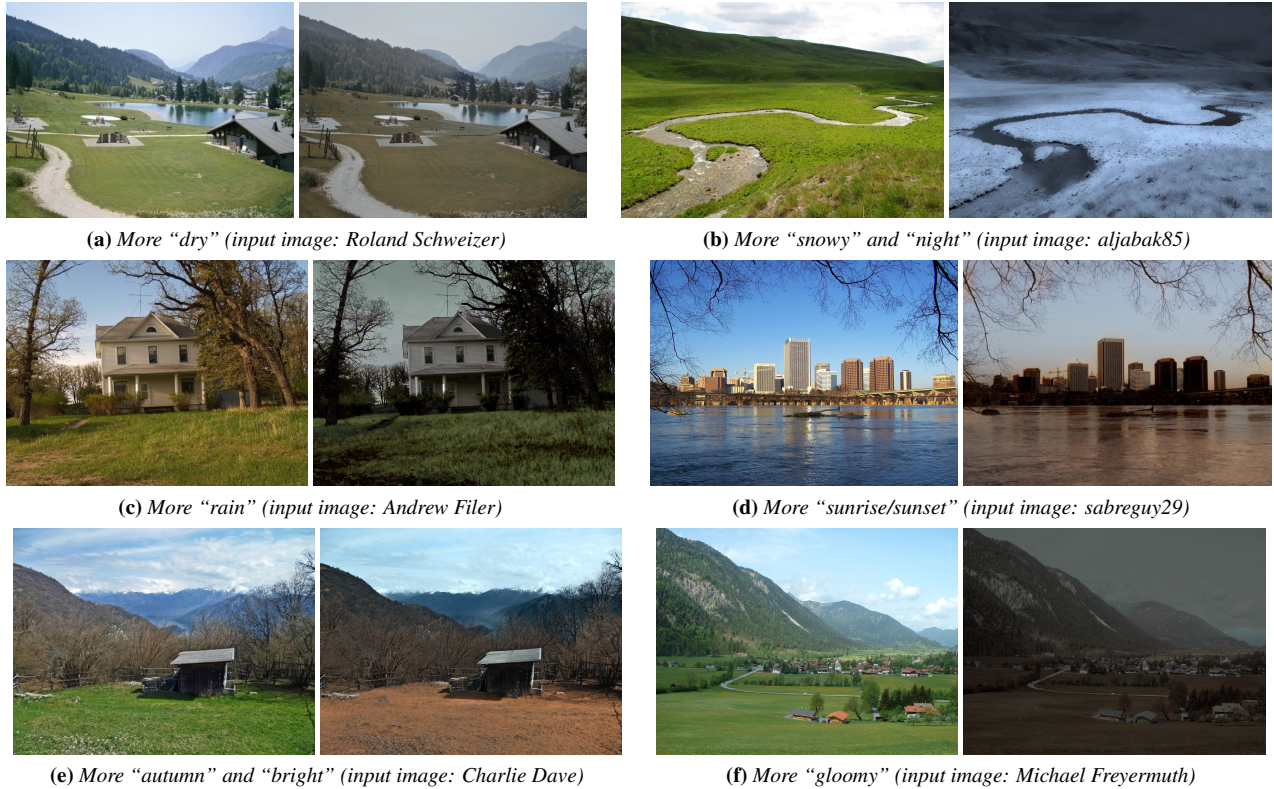 (a) More “dry” (input image: Roland Schweizer)
(b) More “snowy” and “night” (input image: aljabak85)
(c) More “rain” (input image: Andrew Filer)
(d) More “sunrise/sunset” (input image: sabreguy29)
(e) More “autumn” and “bright” (input image: Charlie Dave)
(f) More “gloomy” (input image: Michael Freyermuth)